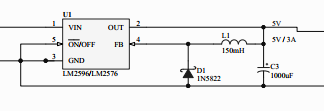 U1
1 VIN OUT 2 5V
5 ON/OFF FB 4 L1 5V / 3A
3 GND 150mH
LM2596/LM2576 D1 C3
1N5822 1000uF